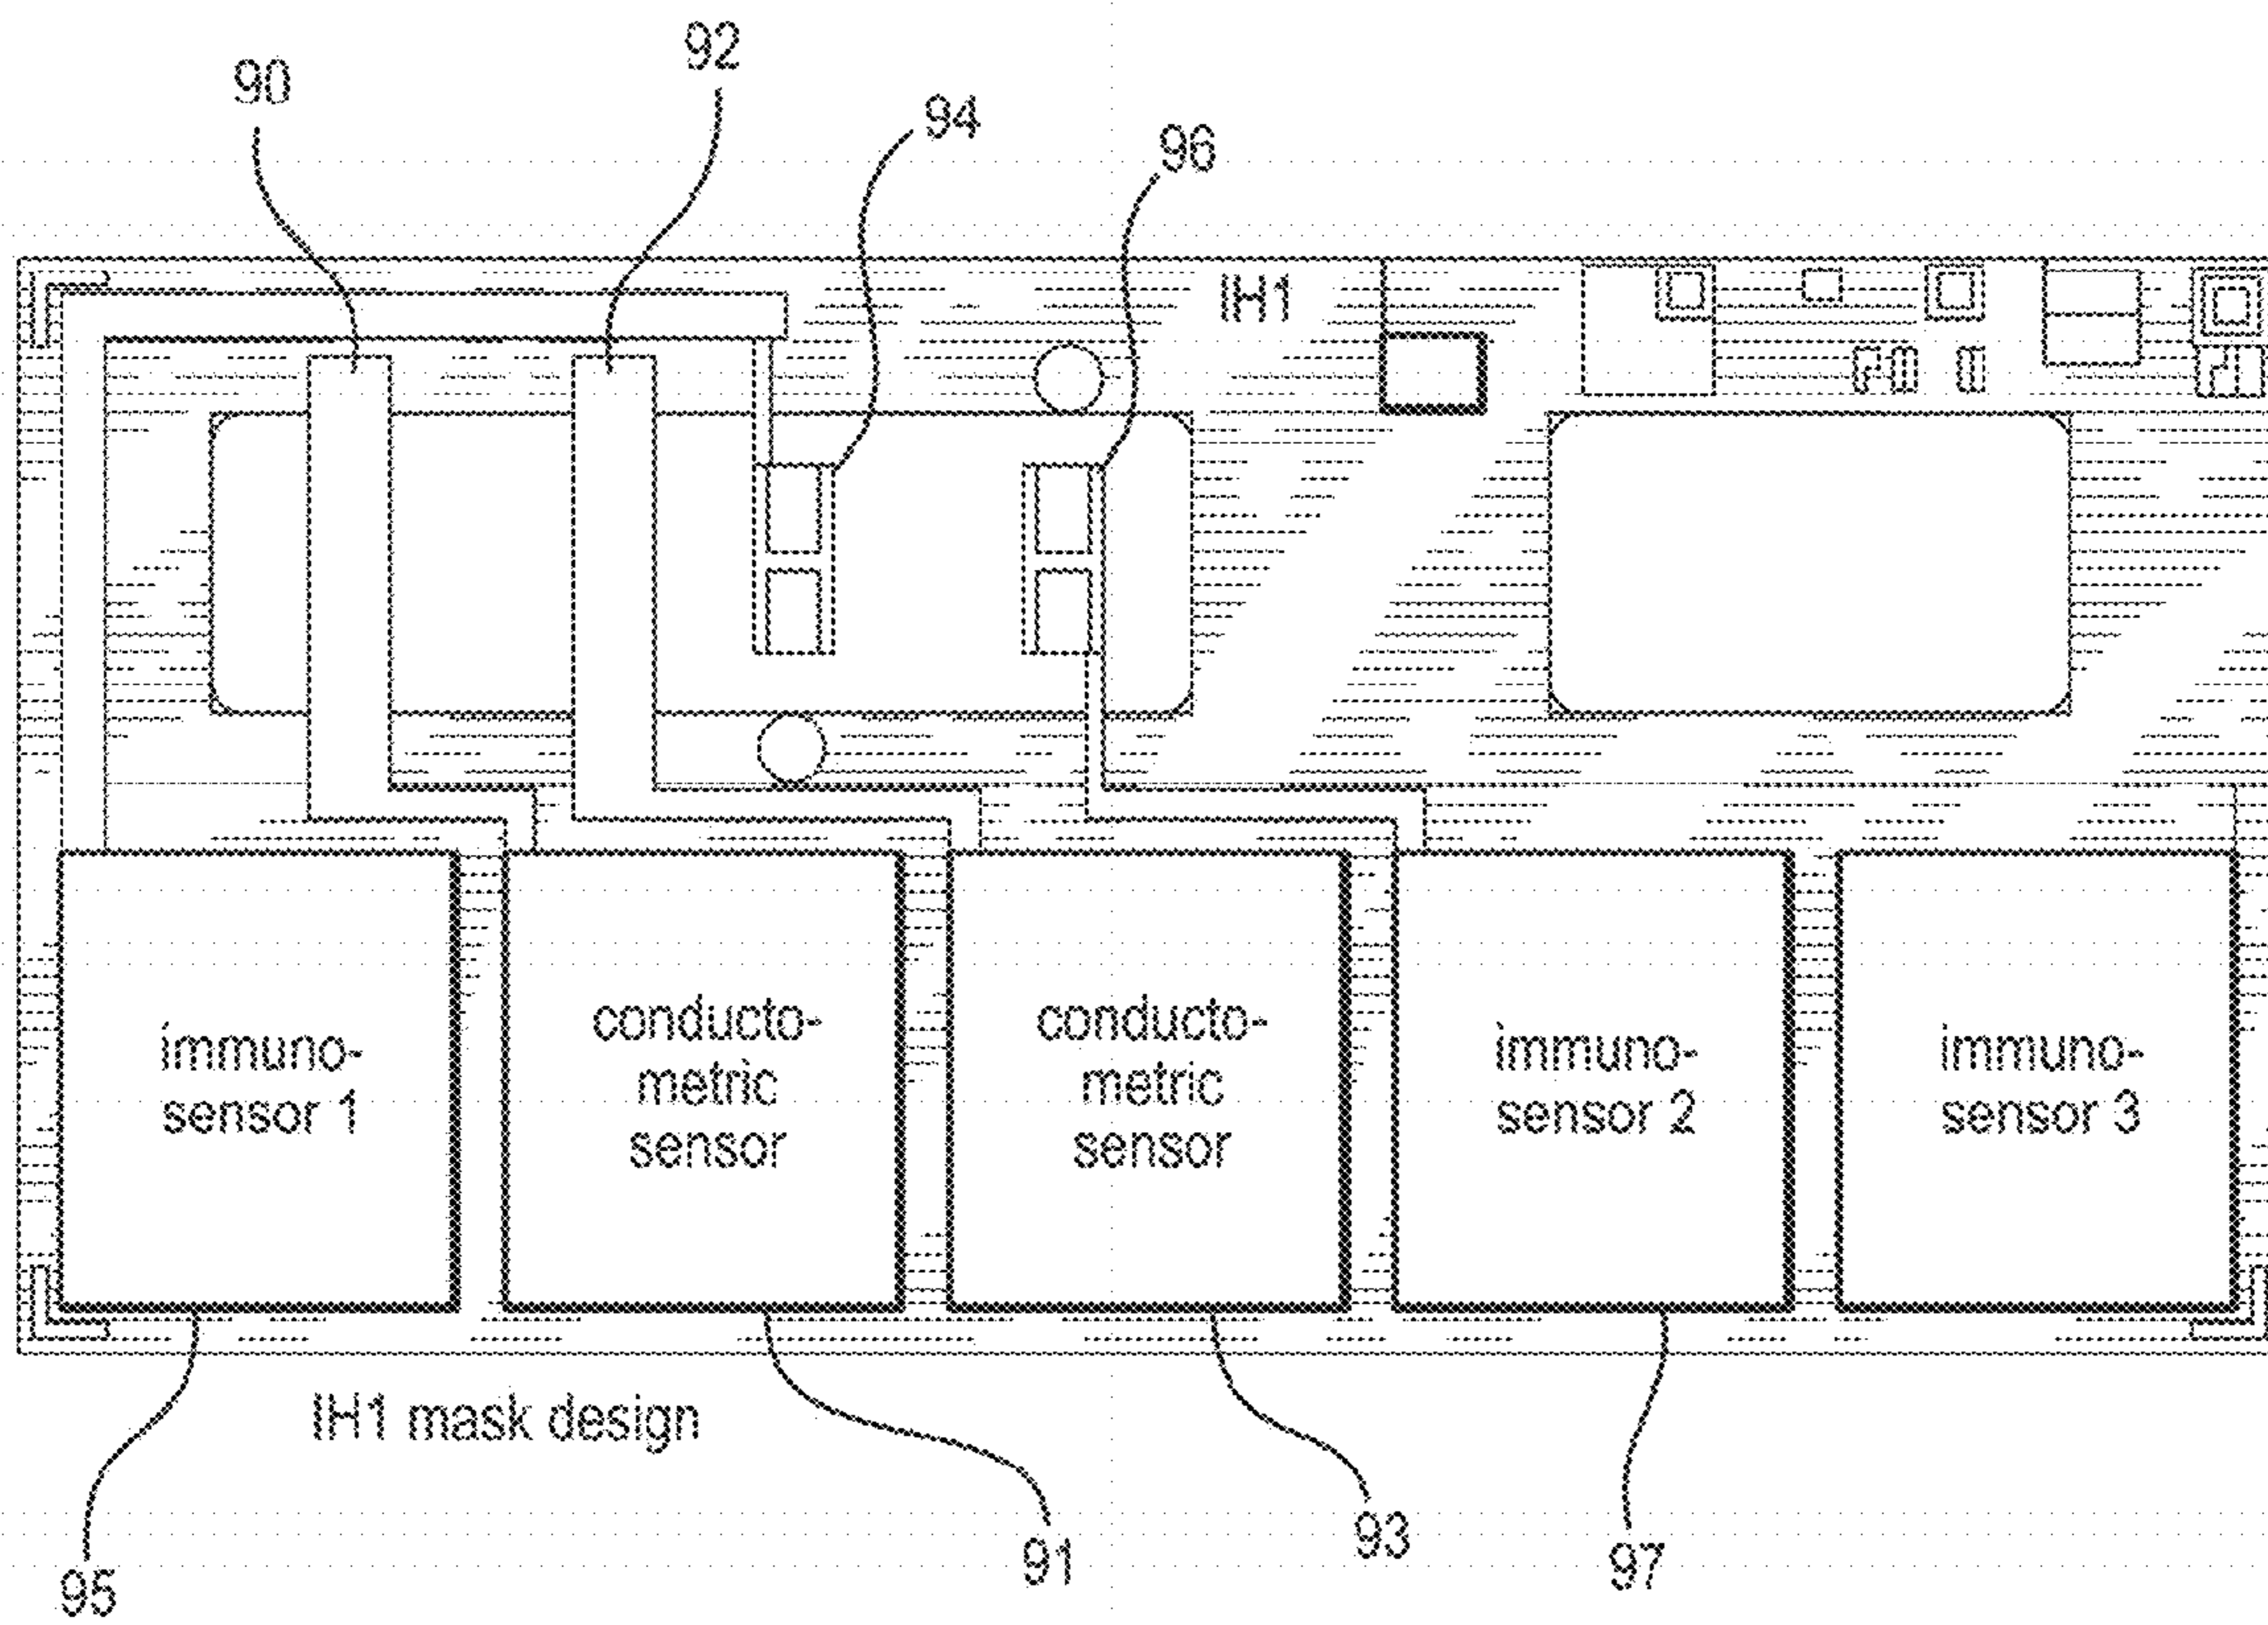 90
92
94
96
IH1
immuno-
sensor 1
conducto-
metric
sensor
conducto-
metric
sensor
immuno-
sensor 2
immuno-
sensor 3
IH1 mask design
95
91
93
97